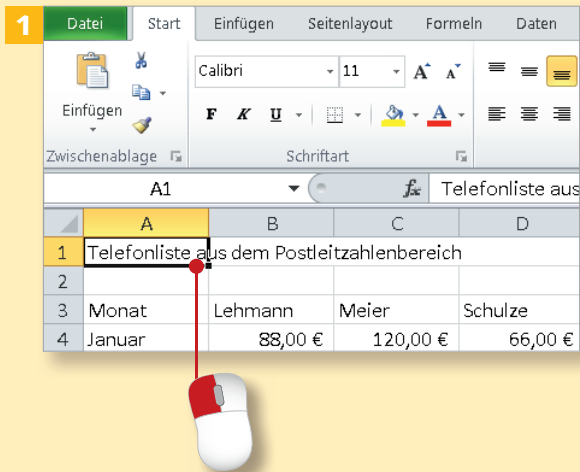 1
Datei Start Einfügen Seitenlayout Formeln Daten
Calibri 11 A A
Einfügen F K U A
Zwischenablage Schriftart
A1 fx Telefonliste aus
A B C D
1 Telefonliste aus dem Postleitzahlenbereich
2
3 Monat Lehmann Meier Schulze
4 Januar 88,00 € 120,00 € 66,00 €